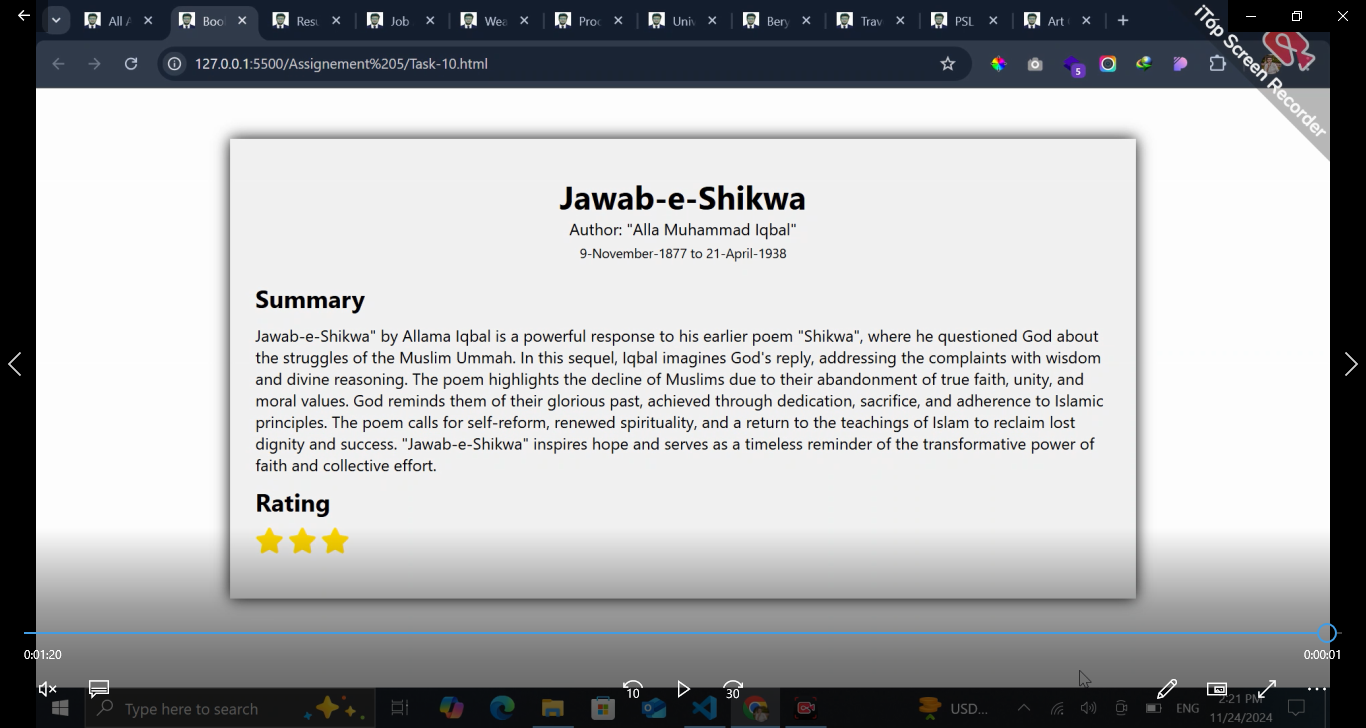 All A
Boo
Resu
Job
Wea
Proc
Univ
Bery
Trav
PSL
Art
iTop Screen Recorder
127.0.0.1:5500/Assignement%205/Task-10.html
5
Jawab-e-Shikwa
Author: "Alla Muhammad Iqbal"
9-November-1877 to 21-April-1938
Summary
Jawab-e-Shikwa" by Allama Iqbal is a powerful response to his earlier poem "Shikwa", where he questioned God about
the struggles of the Muslim Ummah. In this sequel, Iqbal imagines God's reply, addressing the complaints with wisdom
and divine reasoning. The poem highlights the decline of Muslims due to their abandonment of true faith, unity, and
moral values. God reminds them of their glorious past, achieved through dedication, sacrifice, and adherence to Islamic
principles. The poem calls for self-reform, renewed spirituality, and a return to the teachings of Islam to reclaim lost
dignity and success. "Jawab-e-Shikwa" inspires hope and serves as a timeless reminder of the transformative power of
faith and collective effort.
Rating
0:01:20
0:00:01
10
30
Type here to search
USD...
ENG
2:21 PM
11/24/2024